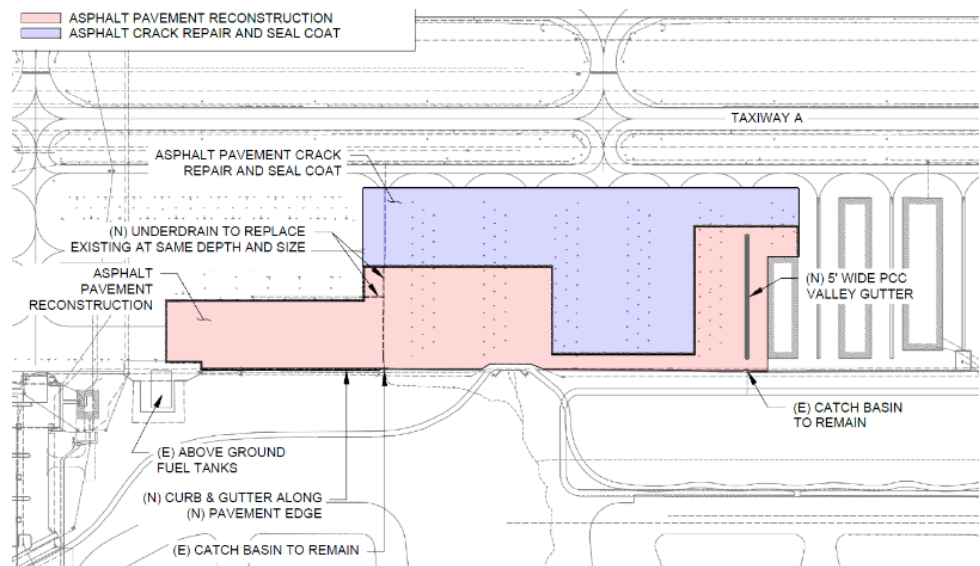 ASPHALT PAVEMENT RECONSTRUCTION
ASPHALT CRACK REPAIR AND SEAL COAT
TAXIWAY A
ASPHALT PAVEMENT CRACK
REPAIR AND SEAL COAT
(N) UNDERDRAIN TO REPLACE
EXISTING AT SAME DEPTH AND SIZE
ASPHALT
PAVEMENT
RECONSTRUCTION
(N) 5' WIDE PCC
VALLEY GUTTER
(E) CATCH BASIN
TO REMAIN
(E) ABOVE GROUND
FUEL TANKS
(N) CURB & GUTTER ALONG
(N) PAVEMENT EDGE
(E) CATCH BASIN TO REMAIN